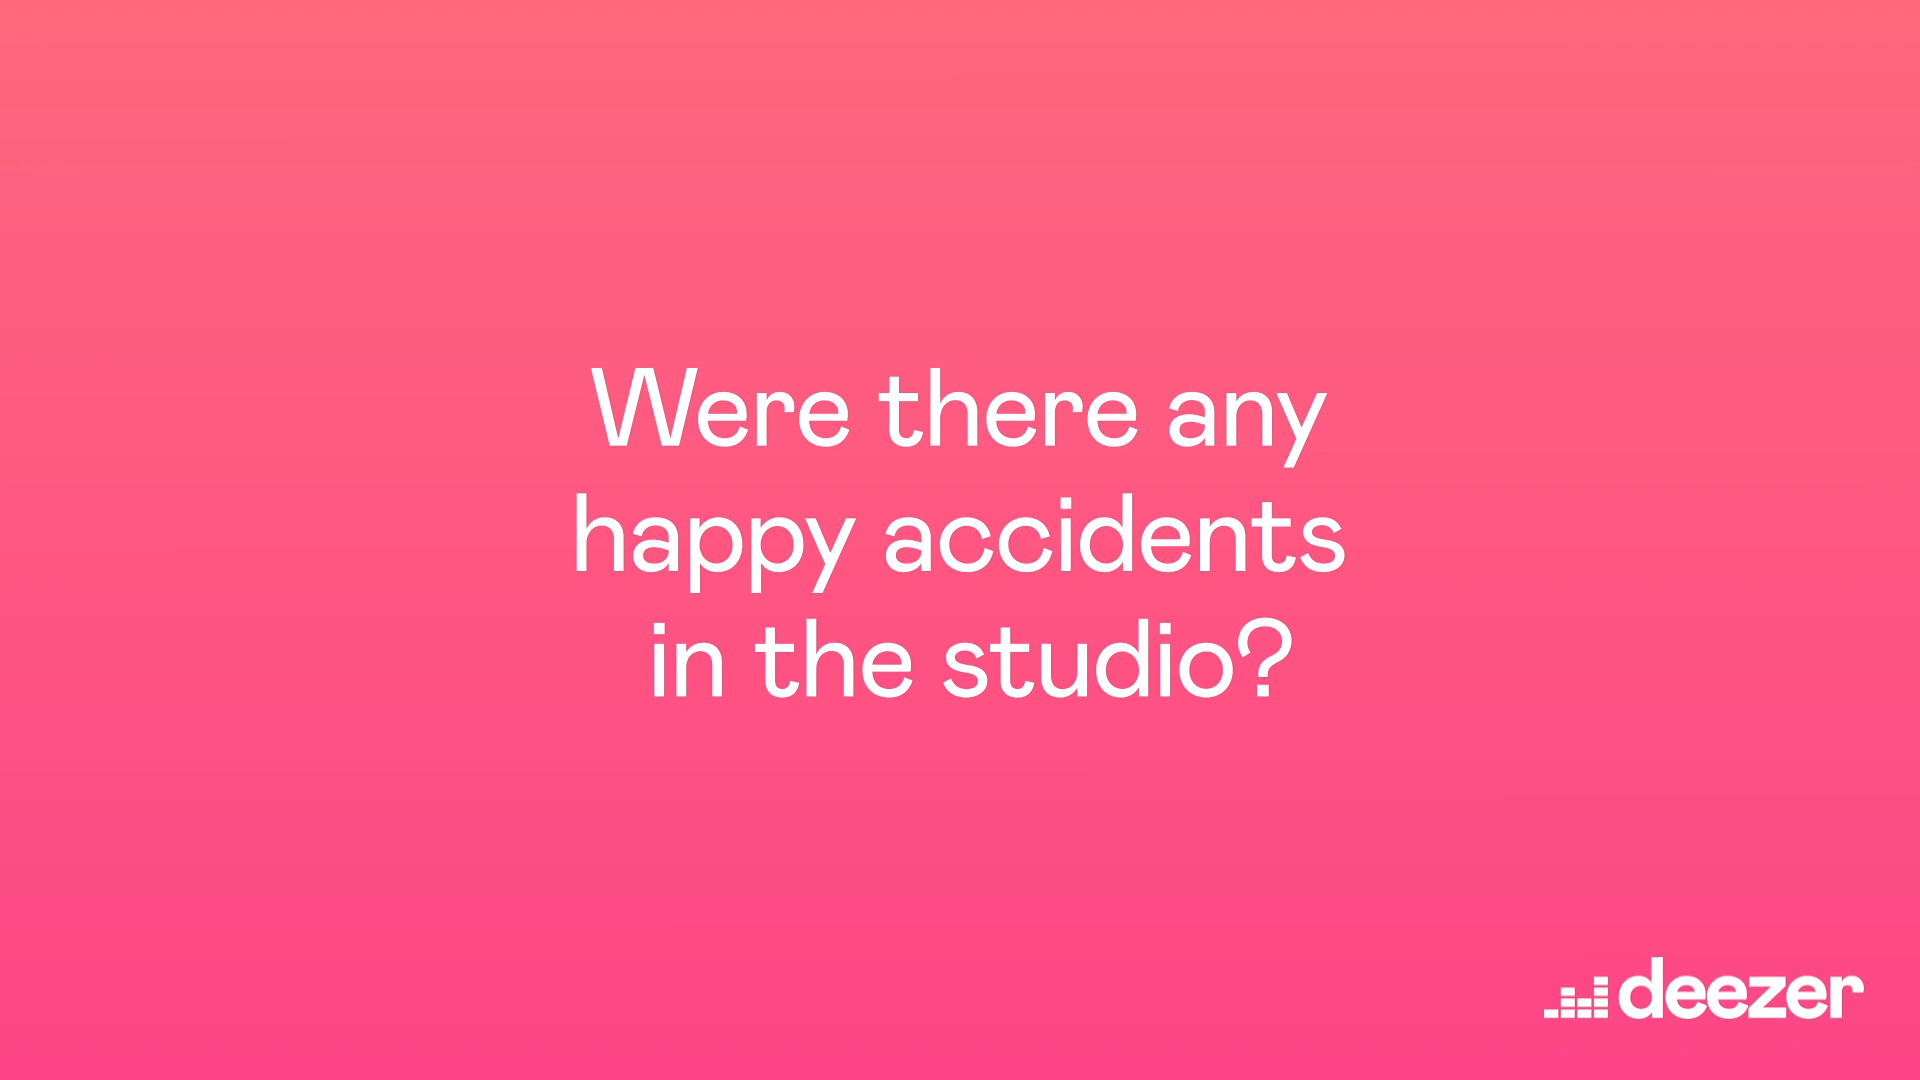 Were there any
happy accidents
in the studio?
deezer